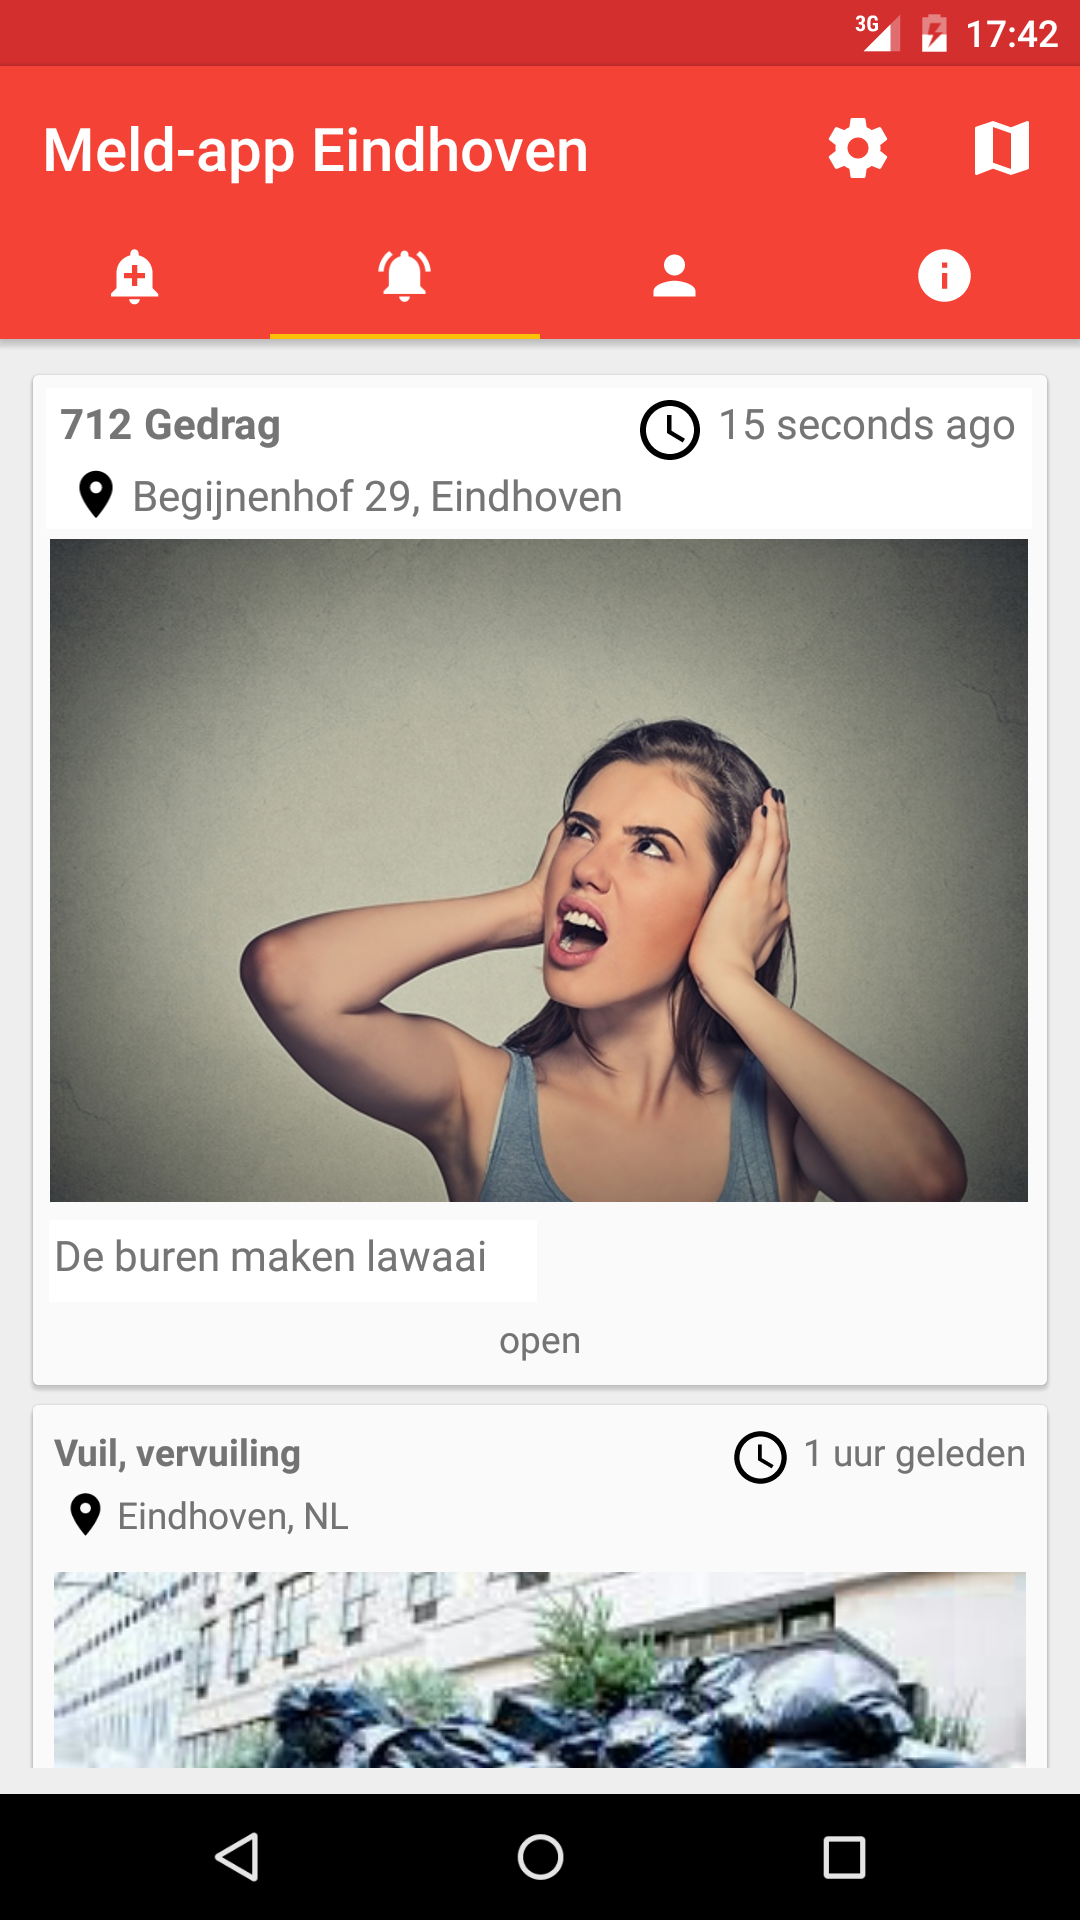 3G 17:42
Meld-app Eindhoven
712 Gedrag 15 seconds ago
Begijnenhof 29, Eindhoven
De buren maken lawaai
open
Vuil, vervuiling 1 uur geleden
Eindhoven, NL